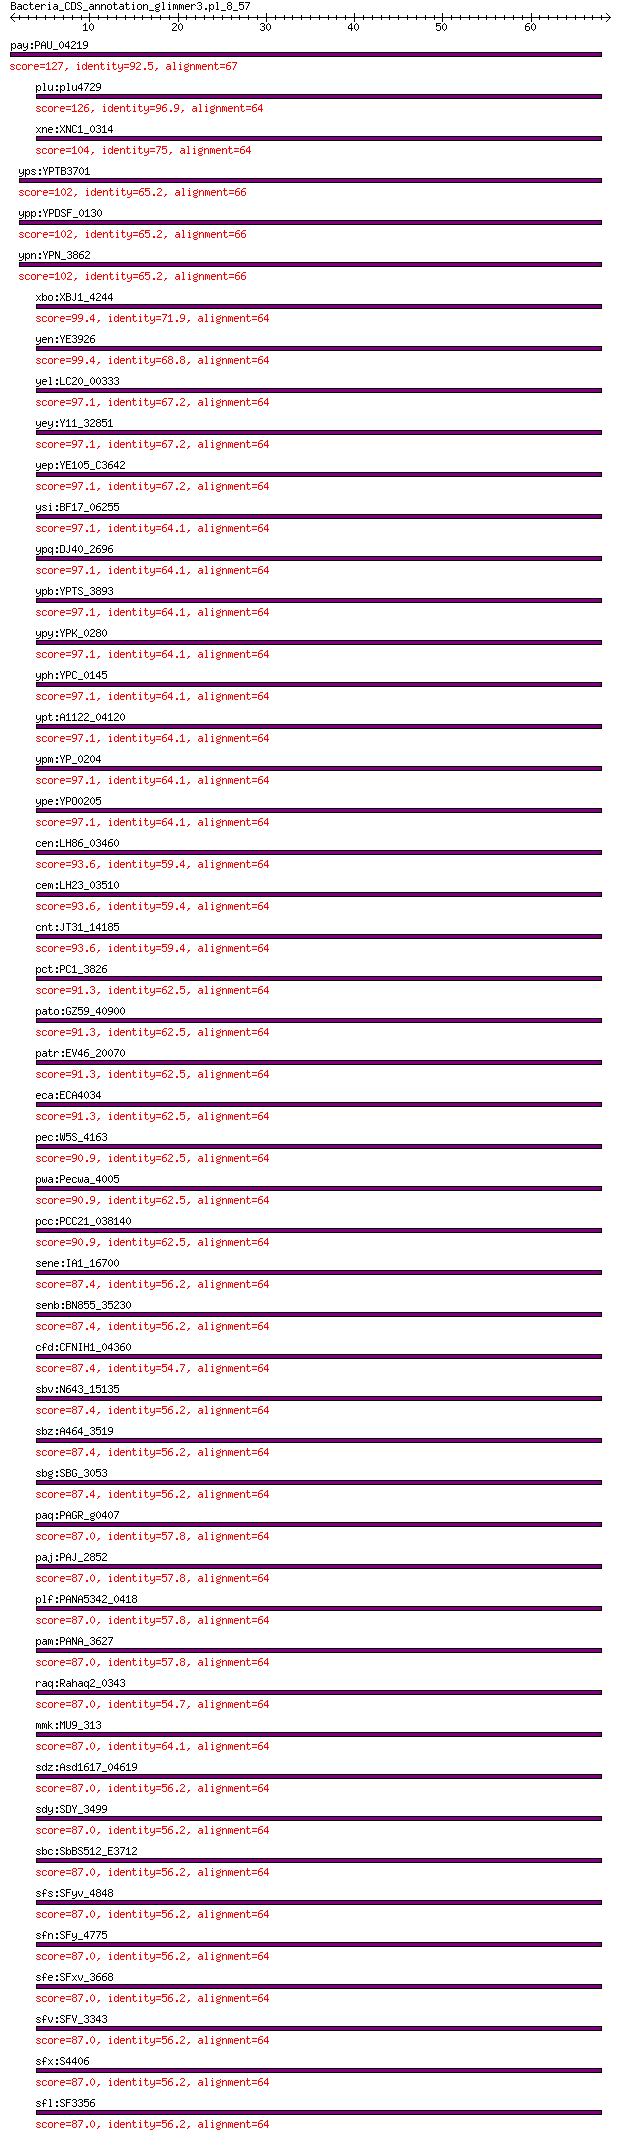 Bacteria_CDS_annotation_glimmer3.pl_8_57
10 20 30 40 50 60
pay:PAU_04219
score=127, identity=92.5, alignment=67
plu:plu4729
score=126, identity=96.9, alignment=64
xne:XNC1_0314
score=104, identity=75, alignment=64
yps:YPTB3701
score=102, identity=65.2, alignment=66
ypp:YPDSF_0130
score=102, identity=65.2, alignment=66
ypn:YPN_3862
score=102, identity=65.2, alignment=66
xbo:XBJ1_4244
score=99.4, identity=71.9, alignment=64
yen:YE3926
score=99.4, identity=68.8, alignment=64
yel:LC20_00333
score=97.1, identity=67.2, alignment=64
yey:Y11_32851
score=97.1, identity=67.2, alignment=64
yep:YE105_C3642
score=97.1, identity=67.2, alignment=64
ysi:BF17_06255
score=97.1, identity=64.1, alignment=64
ypq:DJ40_2696
score=97.1, identity=64.1, alignment=64
ypb:YPTS_3893
score=97.1, identity=64.1, alignment=64
ypy:YPK_0280
score=97.1, identity=64.1, alignment=64
yph:YPC_0145
score=97.1, identity=64.1, alignment=64
ypt:A1122_04120
score=97.1, identity=64.1, alignment=64
ypm:YP_0204
score=97.1, identity=64.1, alignment=64
ype:YPO0205
score=97.1, identity=64.1, alignment=64
cen:LH86_03460
score=93.6, identity=59.4, alignment=64
cem:LH23_03510
score=93.6, identity=59.4, alignment=64
cnt:JT31_14185
score=93.6, identity=59.4, alignment=64
pct:PC1_3826
score=91.3, identity=62.5, alignment=64
pato:GZ59_40900
score=91.3, identity=62.5, alignment=64
patr:EV46_20070
score=91.3, identity=62.5, alignment=64
eca:ECA4034
score=91.3, identity=62.5, alignment=64
pec:W5S_4163
score=90.9, identity=62.5, alignment=64
pwa:Pecwa_4005
score=90.9, identity=62.5, alignment=64
pcc:PCC21_038140
score=90.9, identity=62.5, alignment=64
sene:IA1_16700
score=87.4, identity=56.2, alignment=64
senb:BN855_35230
score=87.4, identity=56.2, alignment=64
cfd:CFNIH1_04360
score=87.4, identity=54.7, alignment=64
sbv:N643_15135
score=87.4, identity=56.2, alignment=64
sbz:A464_3519
score=87.4, identity=56.2, alignment=64
sbg:SBG_3053
score=87.4, identity=56.2, alignment=64
paq:PAGR_g0407
score=87.0, identity=57.8, alignment=64
paj:PAJ_2852
score=87.0, identity=57.8, alignment=64
plf:PANA5342_0418
score=87.0, identity=57.8, alignment=64
pam:PANA_3627
score=87.0, identity=57.8, alignment=64
raq:Rahaq2_0343
score=87.0, identity=54.7, alignment=64
mmk:MU9_313
score=87.0, identity=64.1, alignment=64
sdz:Asd1617_04619
score=87.0, identity=56.2, alignment=64
sdy:SDY_3499
score=87.0, identity=56.2, alignment=64
sbc:SbBS512_E3712
score=87.0, identity=56.2, alignment=64
sfs:SFyv_4848
score=87.0, identity=56.2, alignment=64
sfn:SFy_4775
score=87.0, identity=56.2, alignment=64
sfe:SFxv_3668
score=87.0, identity=56.2, alignment=64
sfv:SFV_3343
score=87.0, identity=56.2, alignment=64
sfx:S4406
score=87.0, identity=56.2, alignment=64
sfl:SF3356
score=87.0, identity=56.2, alignment=64